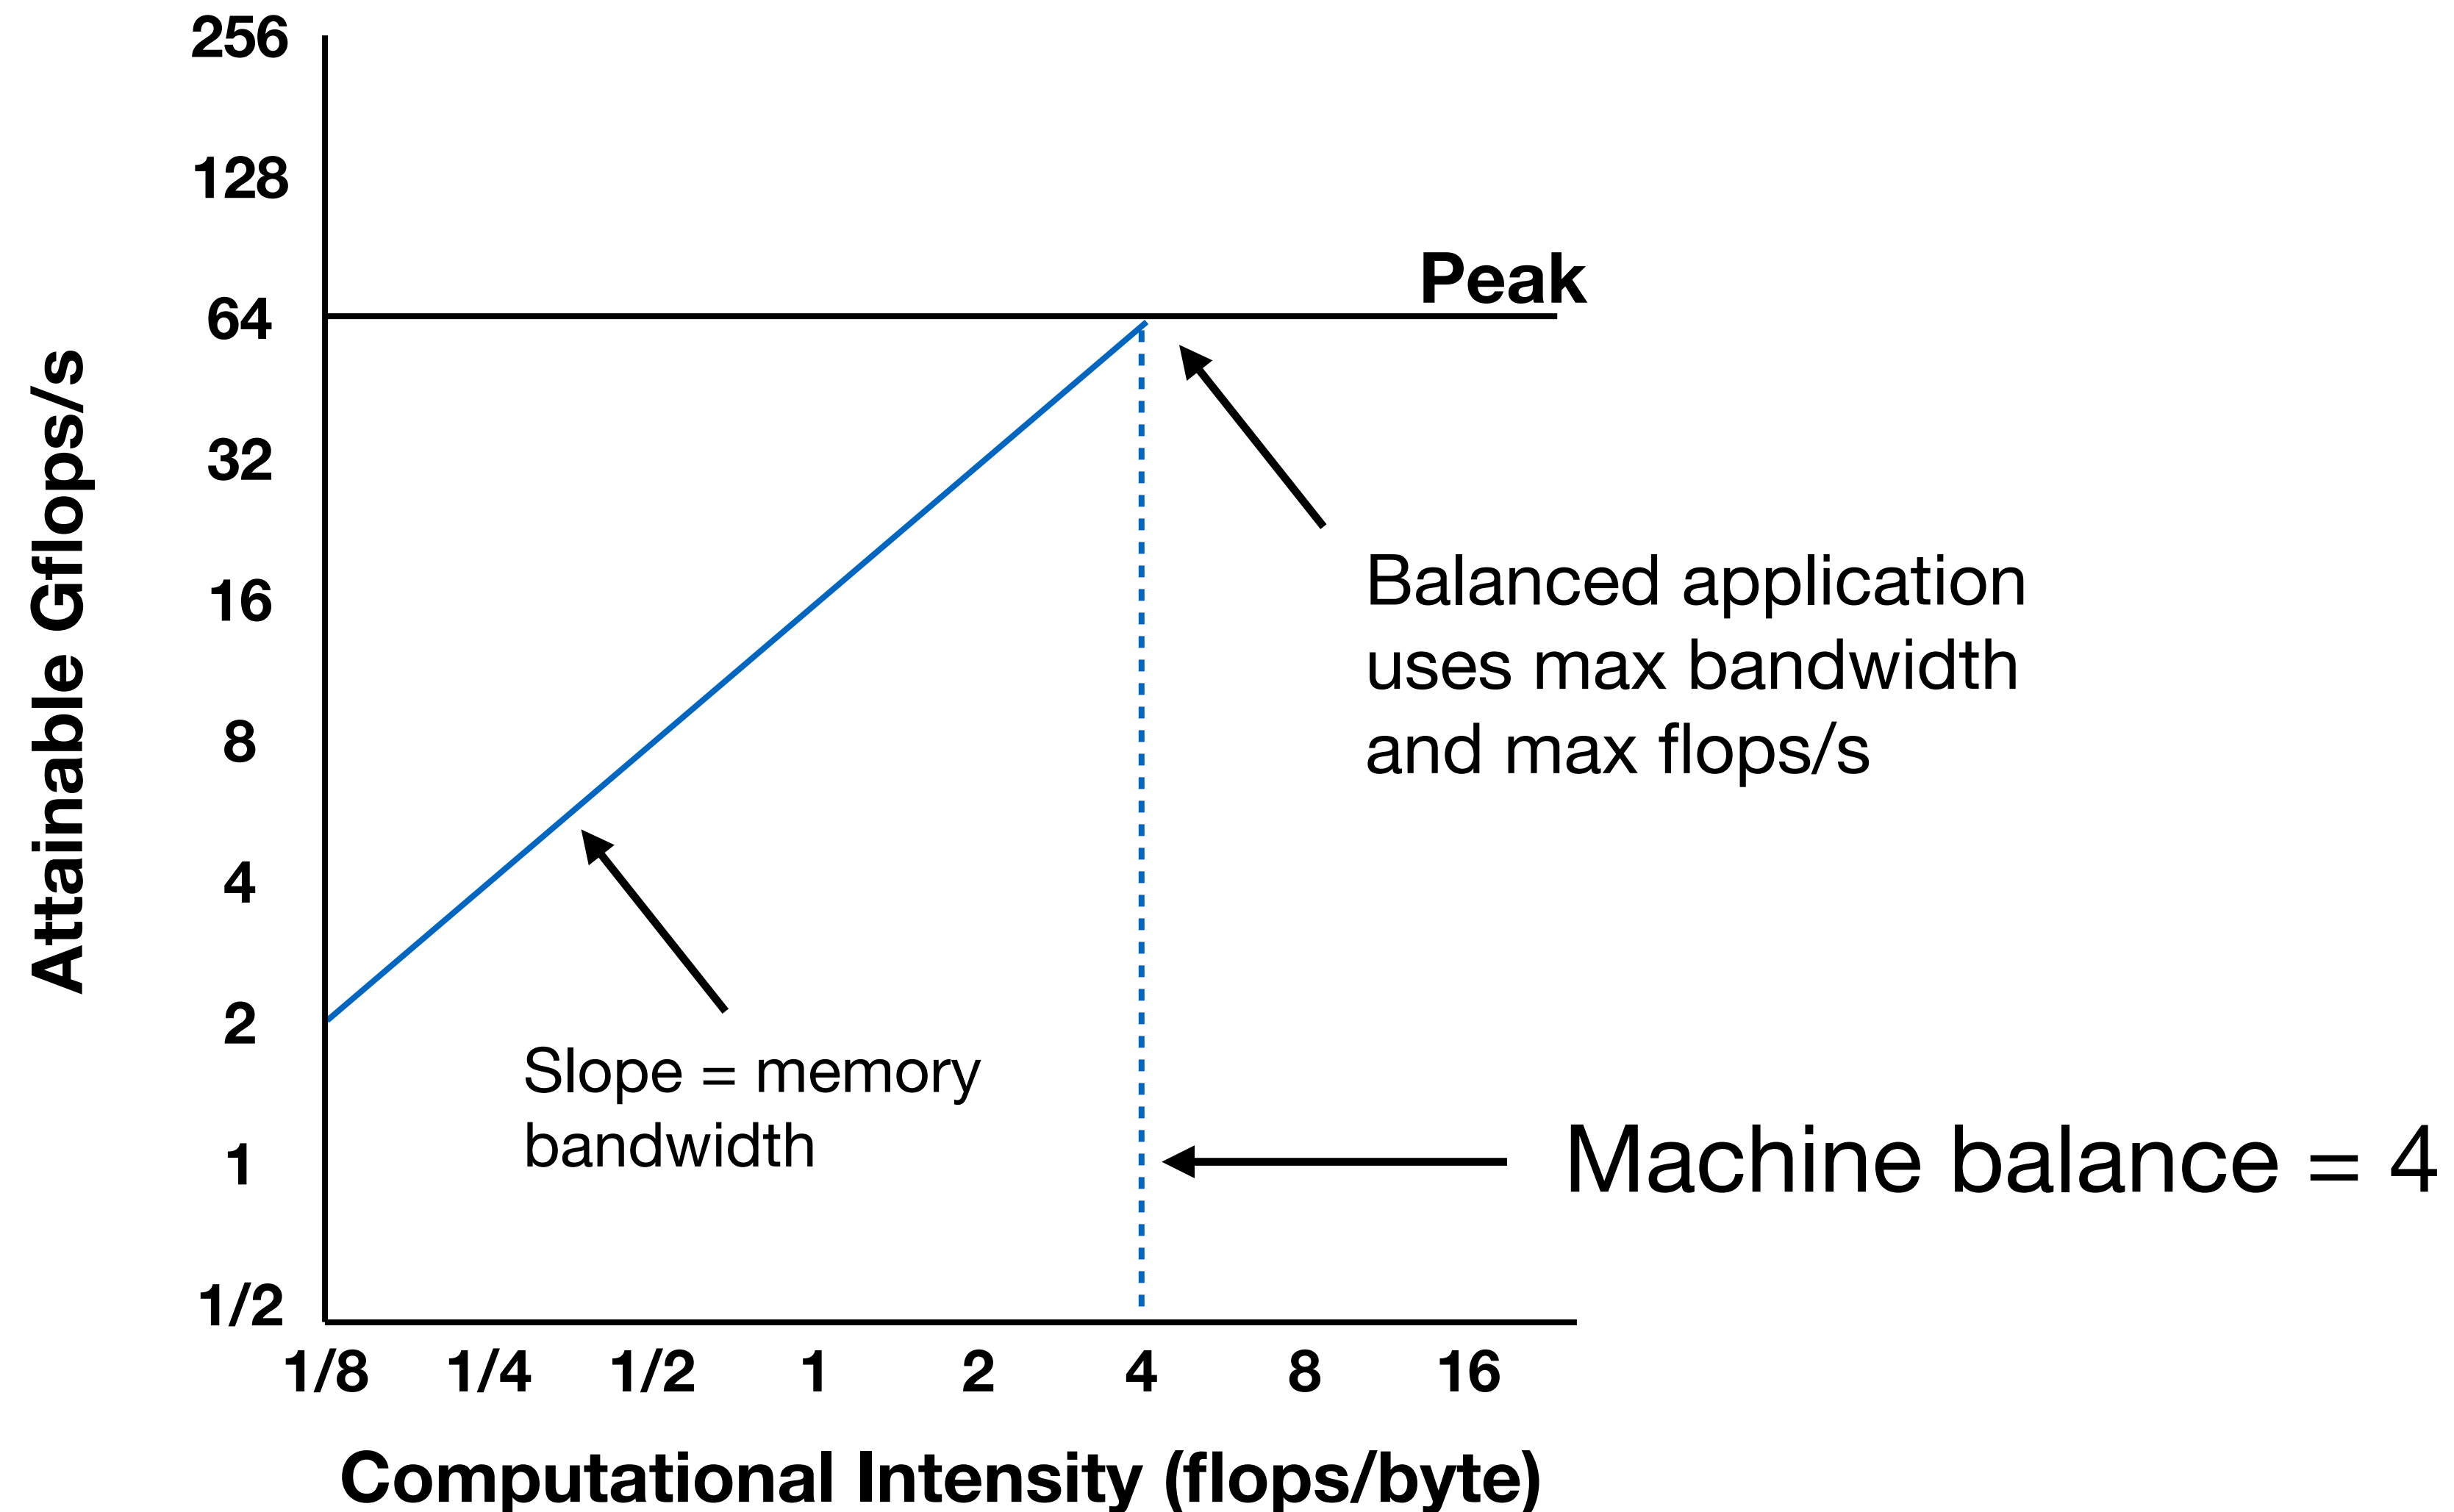 256
128
64
32
16
8
4
2
1
1/2
Attainable Gflops/s
Peak
Balanced application
uses max bandwidth
and max flops/s
Slope = memory
bandwidth
Machine balance = 4
1/8 1/4 1/2 1 2 4 8 16
Computational Intensity (flops/byte)